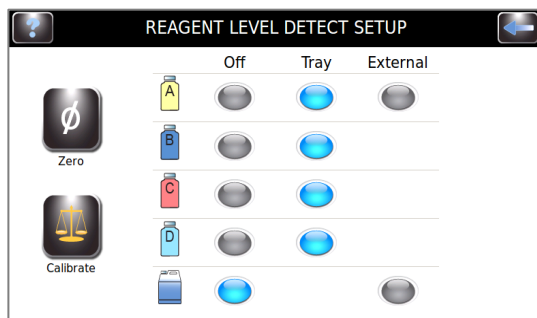 ?
REAGENT LEVEL DETECT SETUP
Off Tray External
A
B
C
D
Ø
Zero
Calibrate